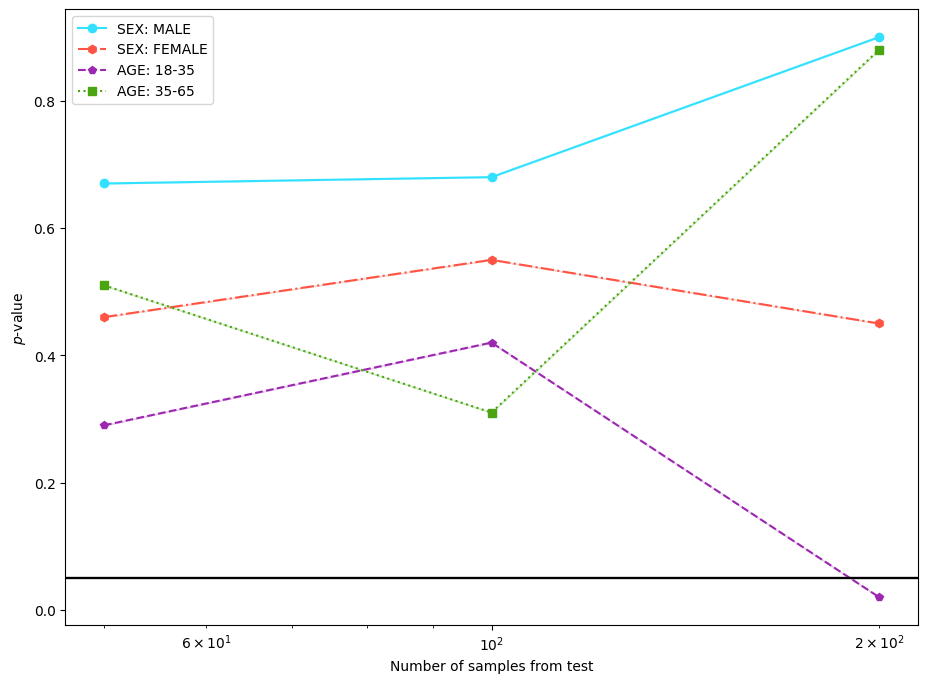 SEX: MALE
SEX: FEMALE
AGE: 18-35
AGE: 35-65
0.8
0.6
0.4
0.2
0.0
p-value
6 × 10¹
10²
2 × 10²
Number of samples from test